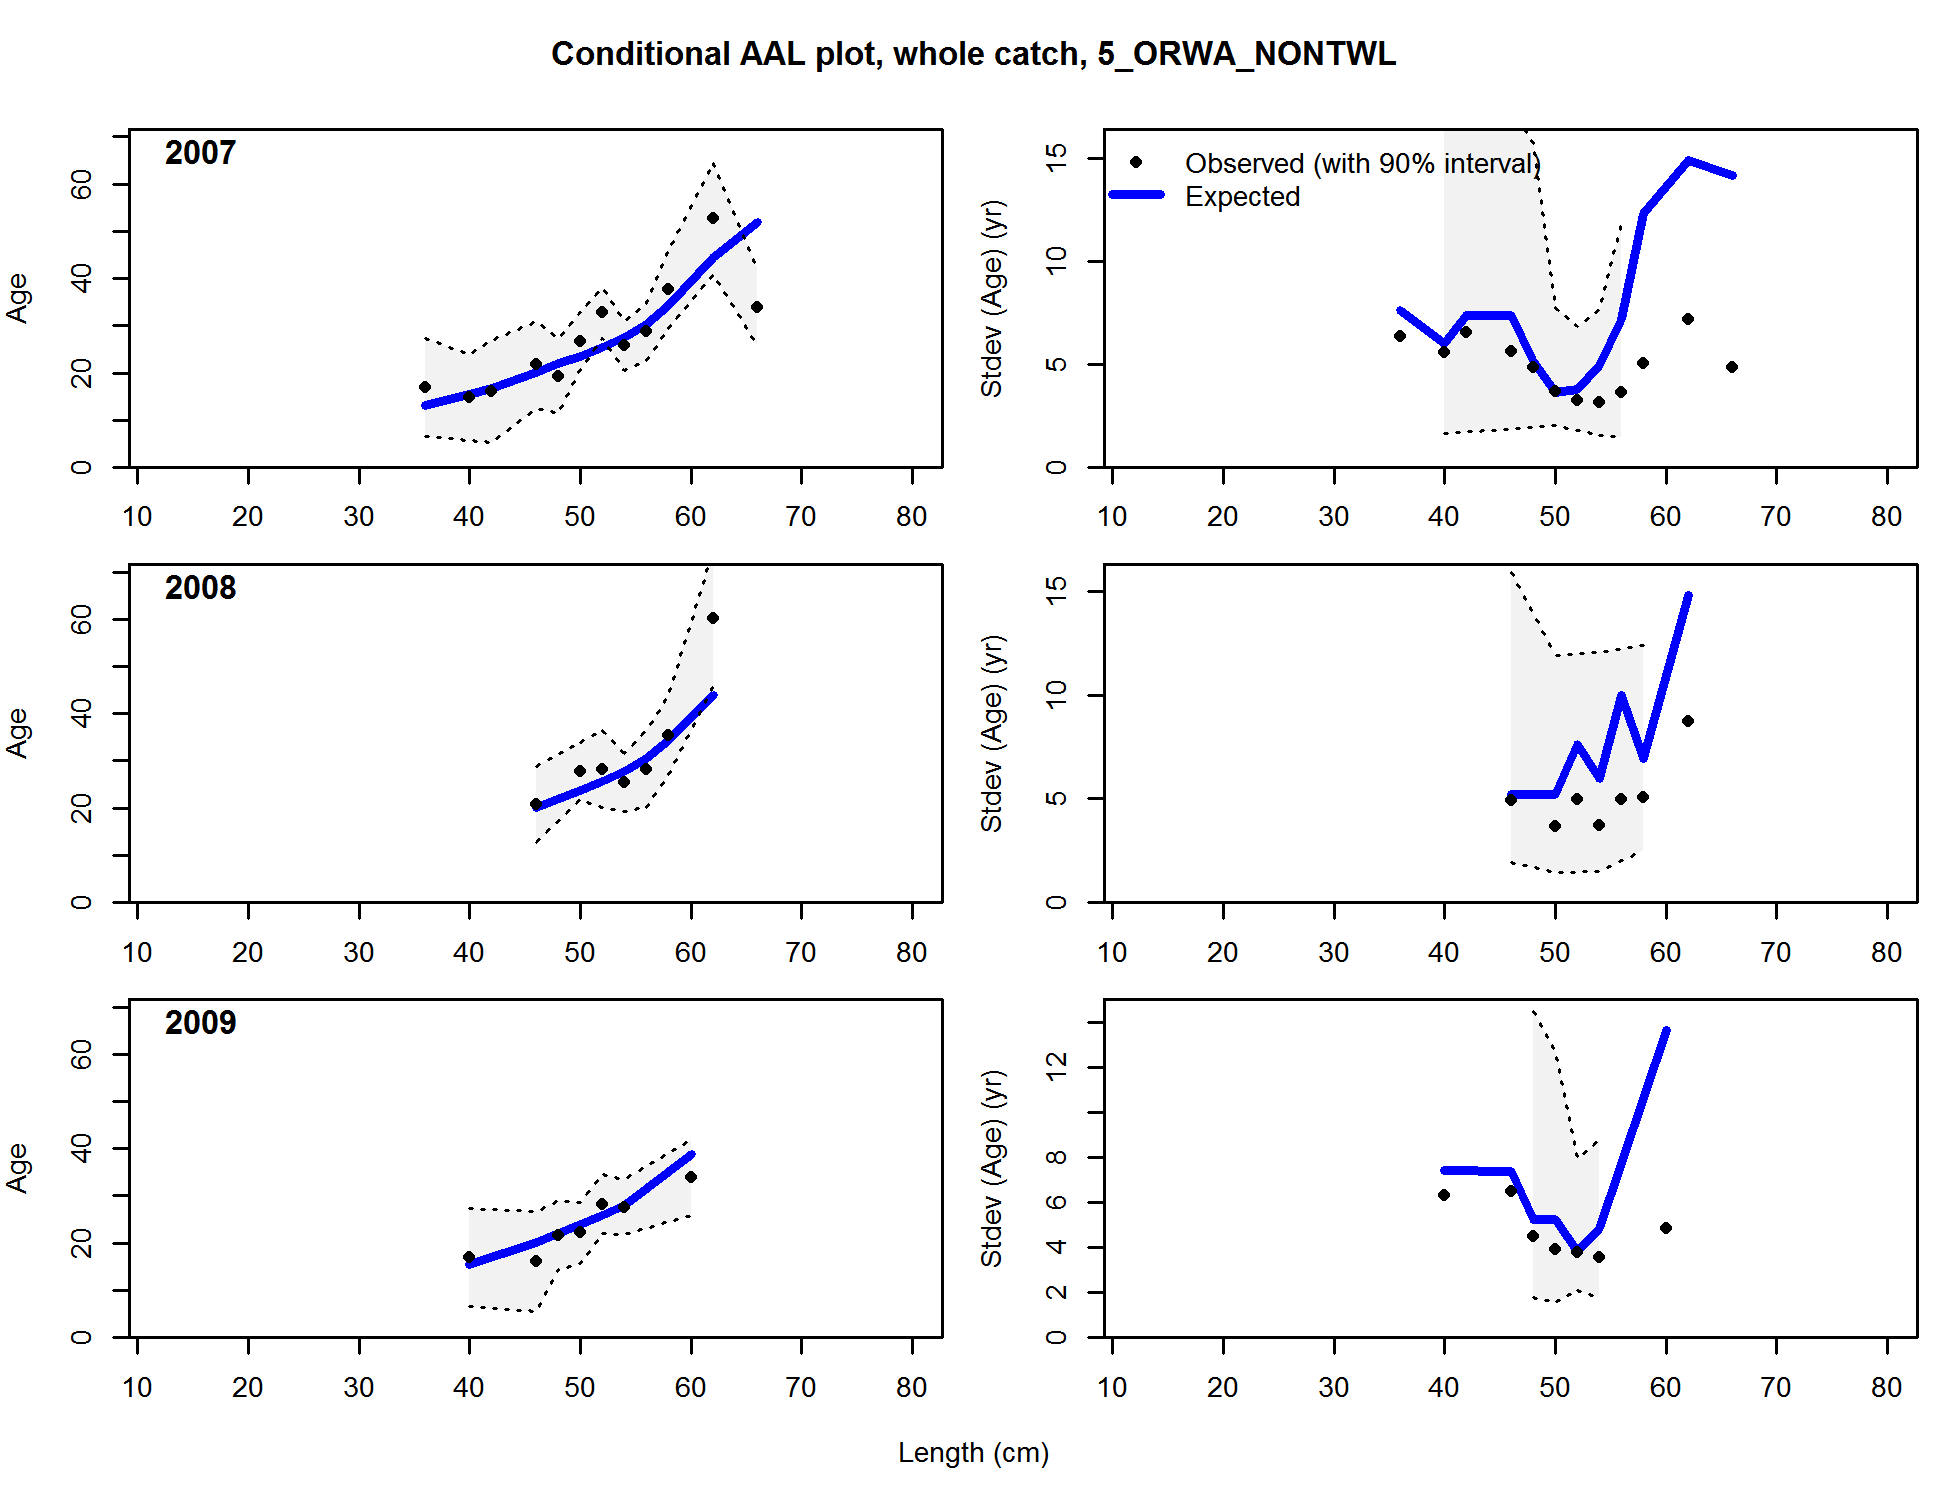 Conditional AAL plot, whole catch, 5_ORWA_NONTWL
2007
Age
0 20 40 60
10 20 30 40 50 60 70 80
Observed (with 90% interval)
Expected
Stdev (Age) (yr)
0 5 10 15
10 20 30 40 50 60 70 80
2008
Age
0 20 40 60
10 20 30 40 50 60 70 80
Stdev (Age) (yr)
0 5 10 15
10 20 30 40 50 60 70 80
2009
Age
0 20 40 60
10 20 30 40 50 60 70 80
Stdev (Age) (yr)
0 2 4 6 8 12
10 20 30 40 50 60 70 80
Length (cm)